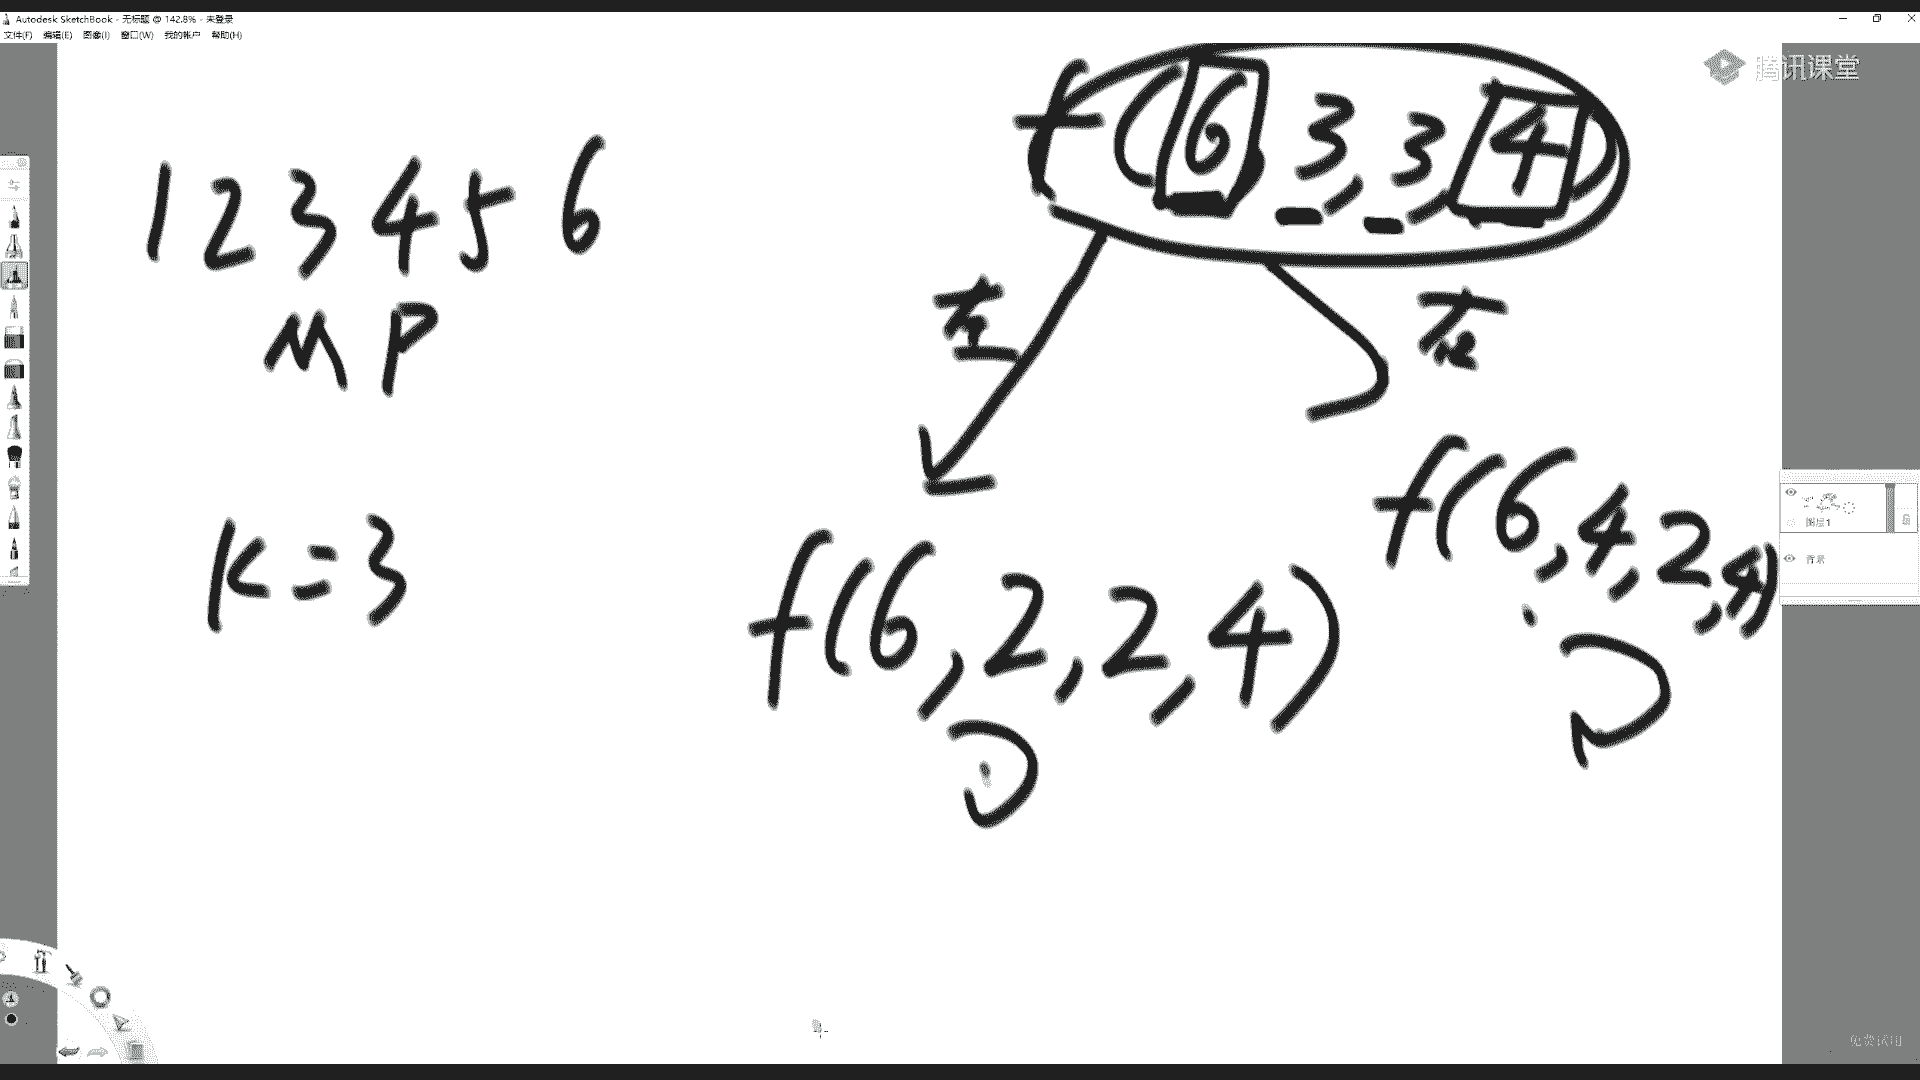 Autodesk SketchBook - 无标题 @ 142.8% - 未登录
文件(F) 编辑(E) 图像(I) 窗口(W) 我的帐户 帮助(H)
腾讯课堂
f(6,3,3,4)
1 2 3 4 5 6
M P
左
右
K=3
f(6,2,2,4)
f(6,4,2,4)
图层1
背景
免费试用